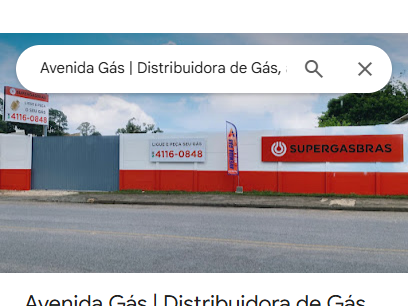 Avenida Gás | Distribuidora de Gás,
SUPERGASBRAS
LIGUE E PEÇA
O SEU GÁS
4116-0848
LIGUE E PEÇA SEU GÁS
4116-0848
SUPERGASBRAS
Avenida Gás | Distribuidora de Gás